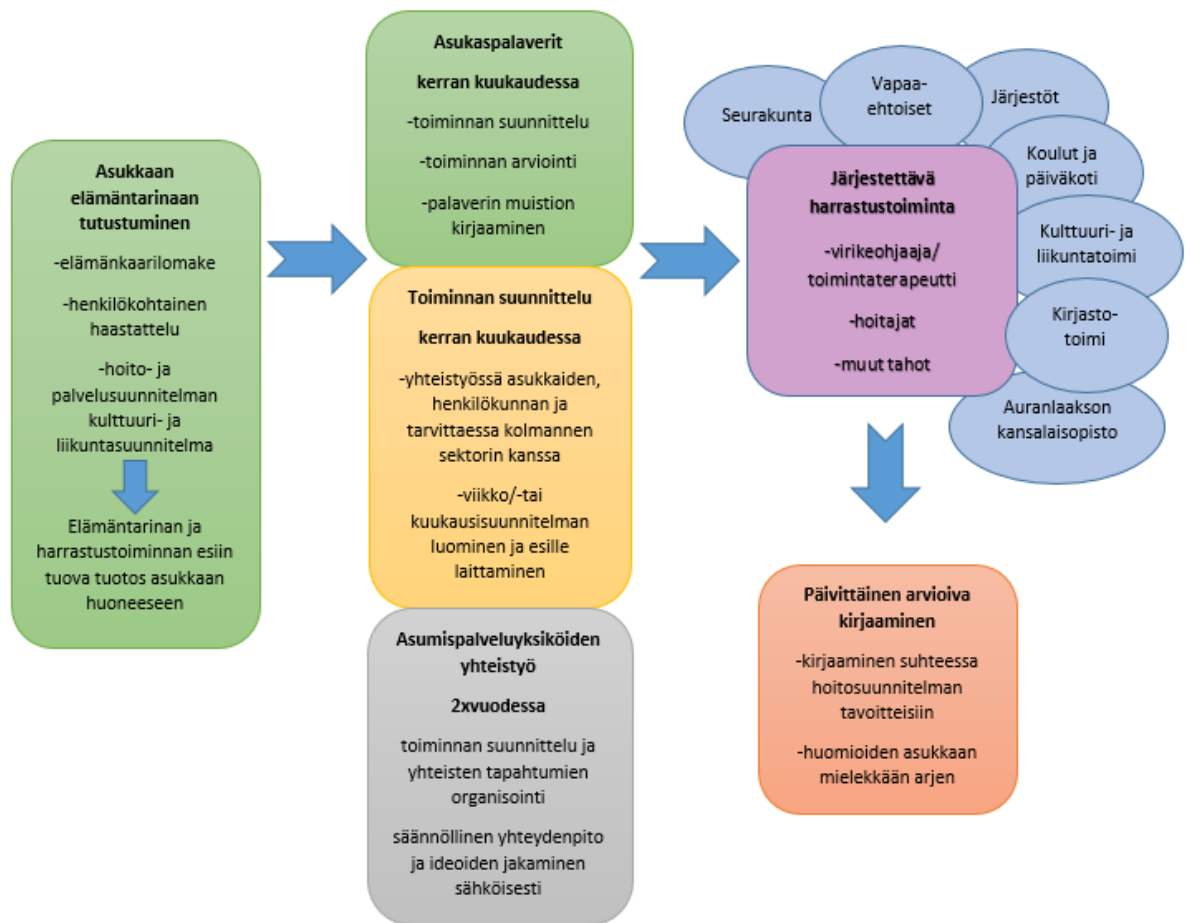 Asukkaan
elämäntarinaan
tutustuminen
-elämänkaarilomake
-henkilökohtainen
haastattelu
-hoito- ja
palvelusuunnitelman
kulttuuri- ja
liikuntasuunnitelma
Elämäntarinan ja
harrastustoiminnan esiin
tuova tuotos asukkaan
huoneeseen
Asukaspalaverit
kerran kuukaudessa
-toiminnan suunnittelu
-toiminnan arviointi
-palaverin muistion
kirjaaminen
Toiminnan suunnittelu
kerran kuukaudessa
-yhteistyössä asukkaiden,
henkilökunnan ja
tarvittaessa kolmannen
sektorin kanssa
-viikko/-tai
kuukausisuunnitelman
luominen ja esille
laittaminen
Asumispalveluyksiköiden
yhteistyö
2xvuodessa
toiminnan suunnittelu ja
yhteisten tapahtumien
organisointi
säännöllinen yhteydenpito
ja ideoiden jakaminen
sähköisesti
Järjestettävä
harrastustoiminta
-virikeohjaaja/
toimintaterapeutti
-hoitajat
-muut tahot
Seurakunta
Vapaa-
ehtoiset
Järjestöt
Koulut ja
päiväkoti
Kulttuuri- ja
liikuntatoimi
Kirjasto-
toimi
Auranlaakson
kansalaisopisto
Päivittäinen arvioiva
kirjaaminen
-kirjaaminen suhteessa
hoitosuunnitelman
tavoitteisiin
-huomioiden asukkaan
mielekkään arjen